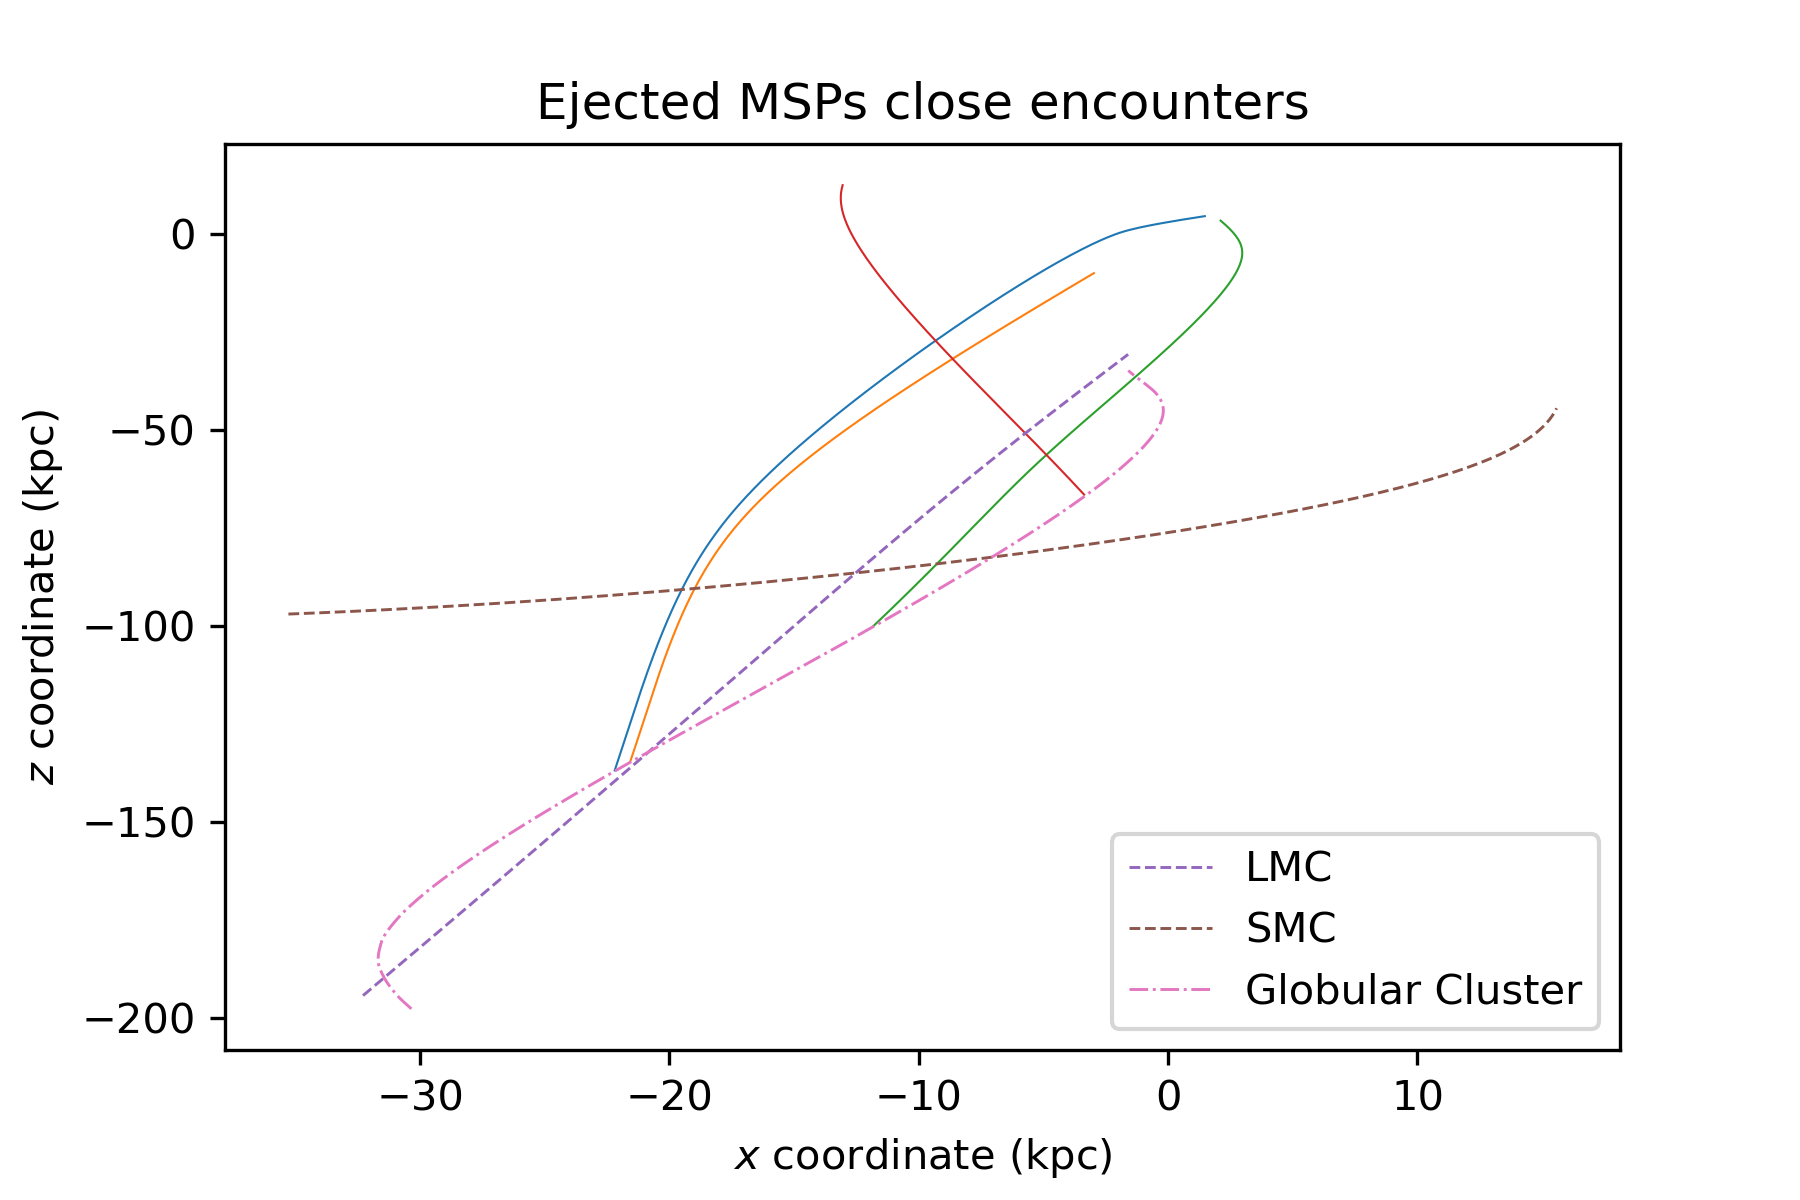 Ejected MSPs close encounters
0
−50
−100
−150
−200
z coordinate (kpc)
LMC
SMC
Globular Cluster
−30
−20
−10
0
10
x coordinate (kpc)